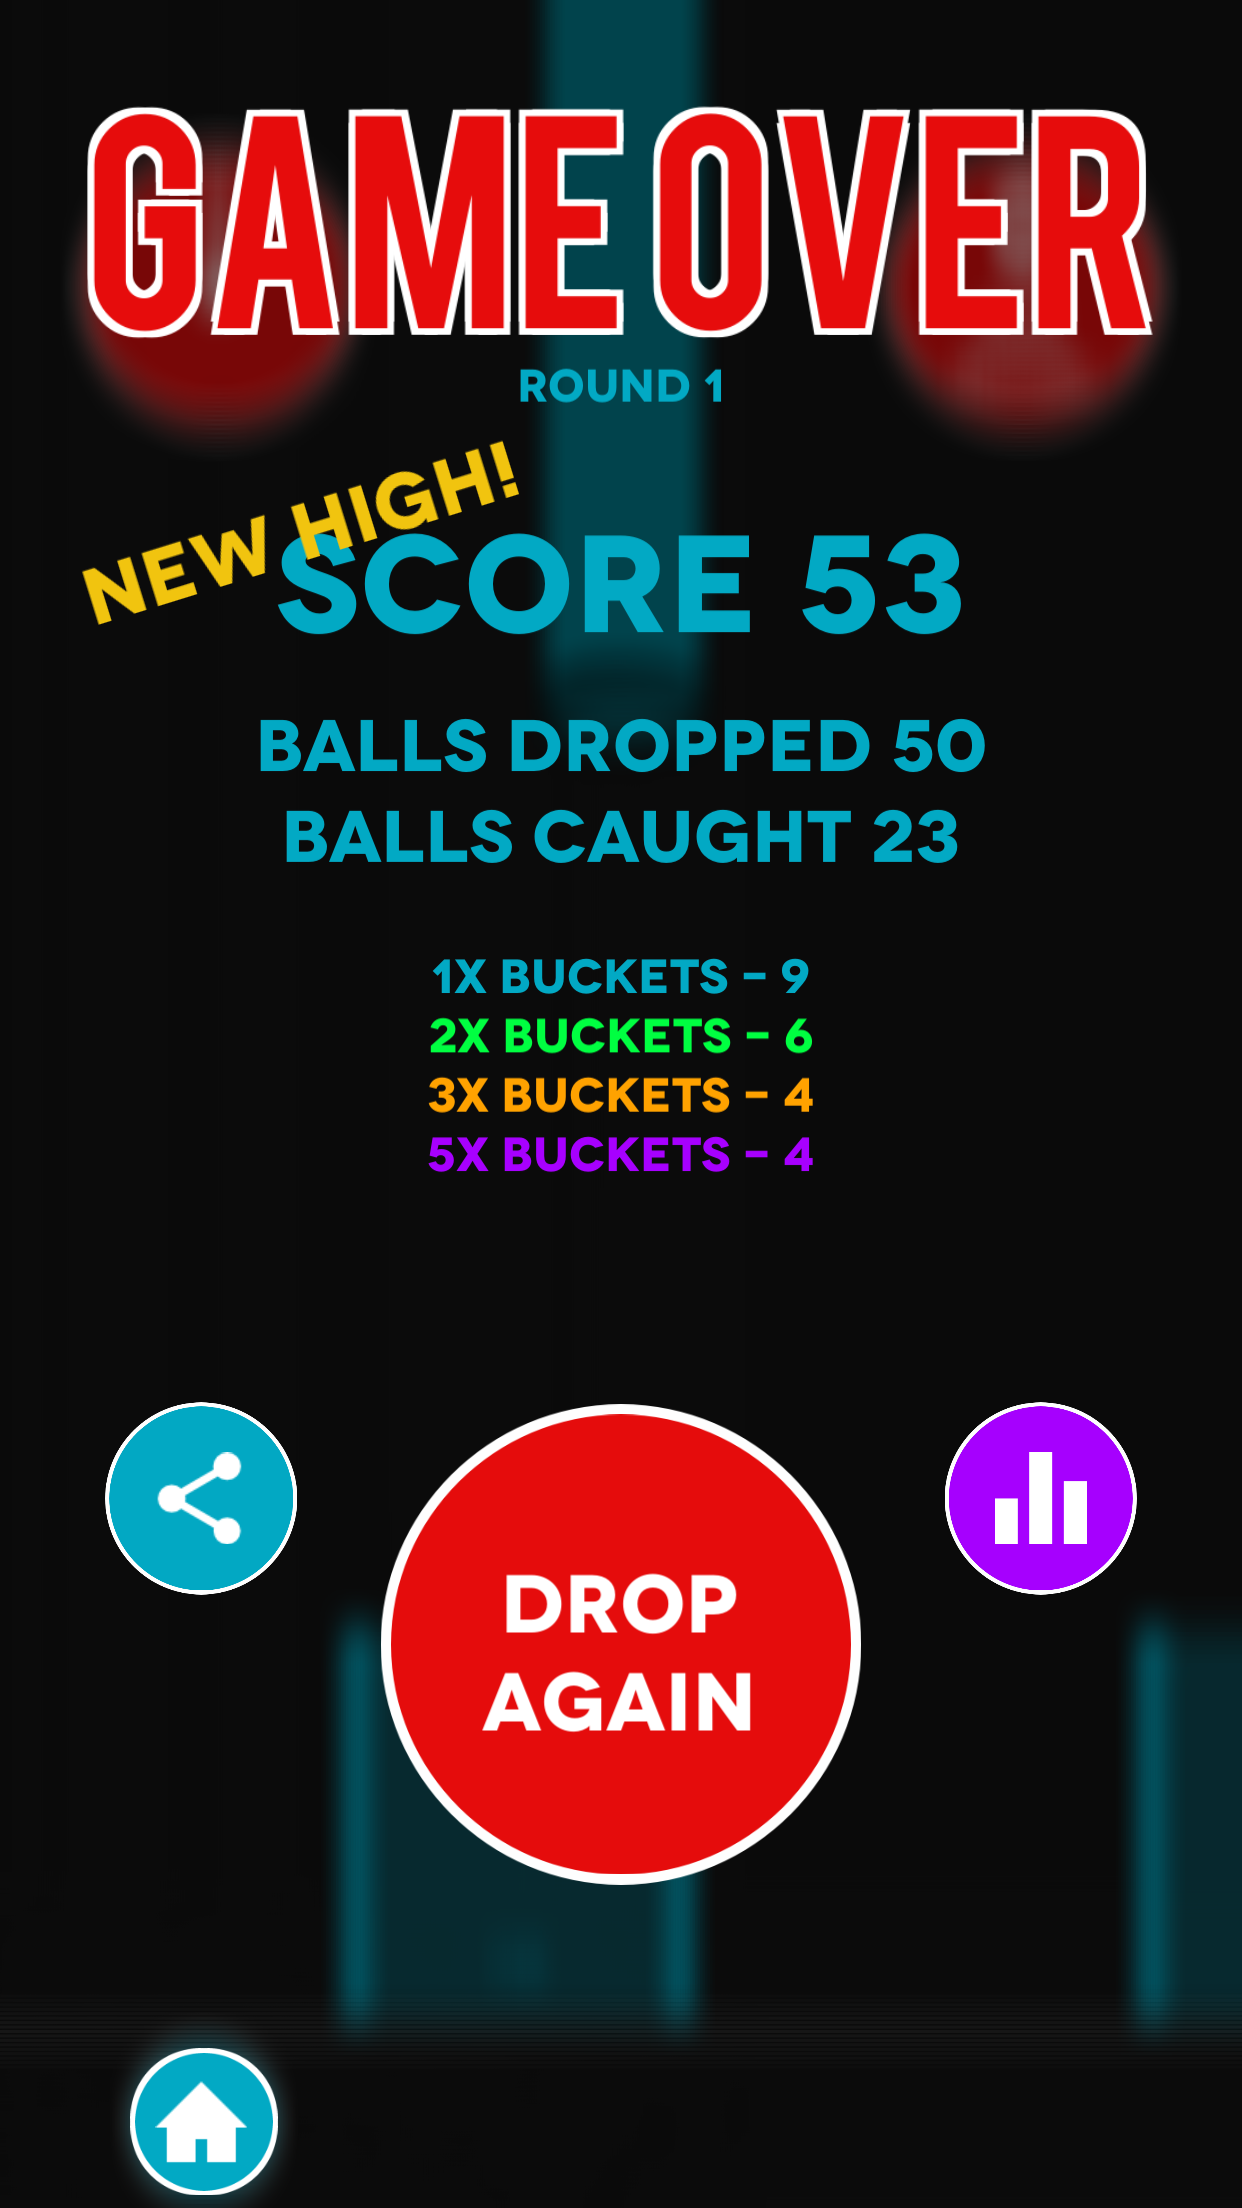 GAME OVER
ROUND 1
NEW HIGH!
SCORE 53
BALLS DROPPED 50
BALLS CAUGHT 23
1X BUCKETS - 9
2X BUCKETS - 6
3X BUCKETS - 4
5X BUCKETS - 4
DROP
AGAIN